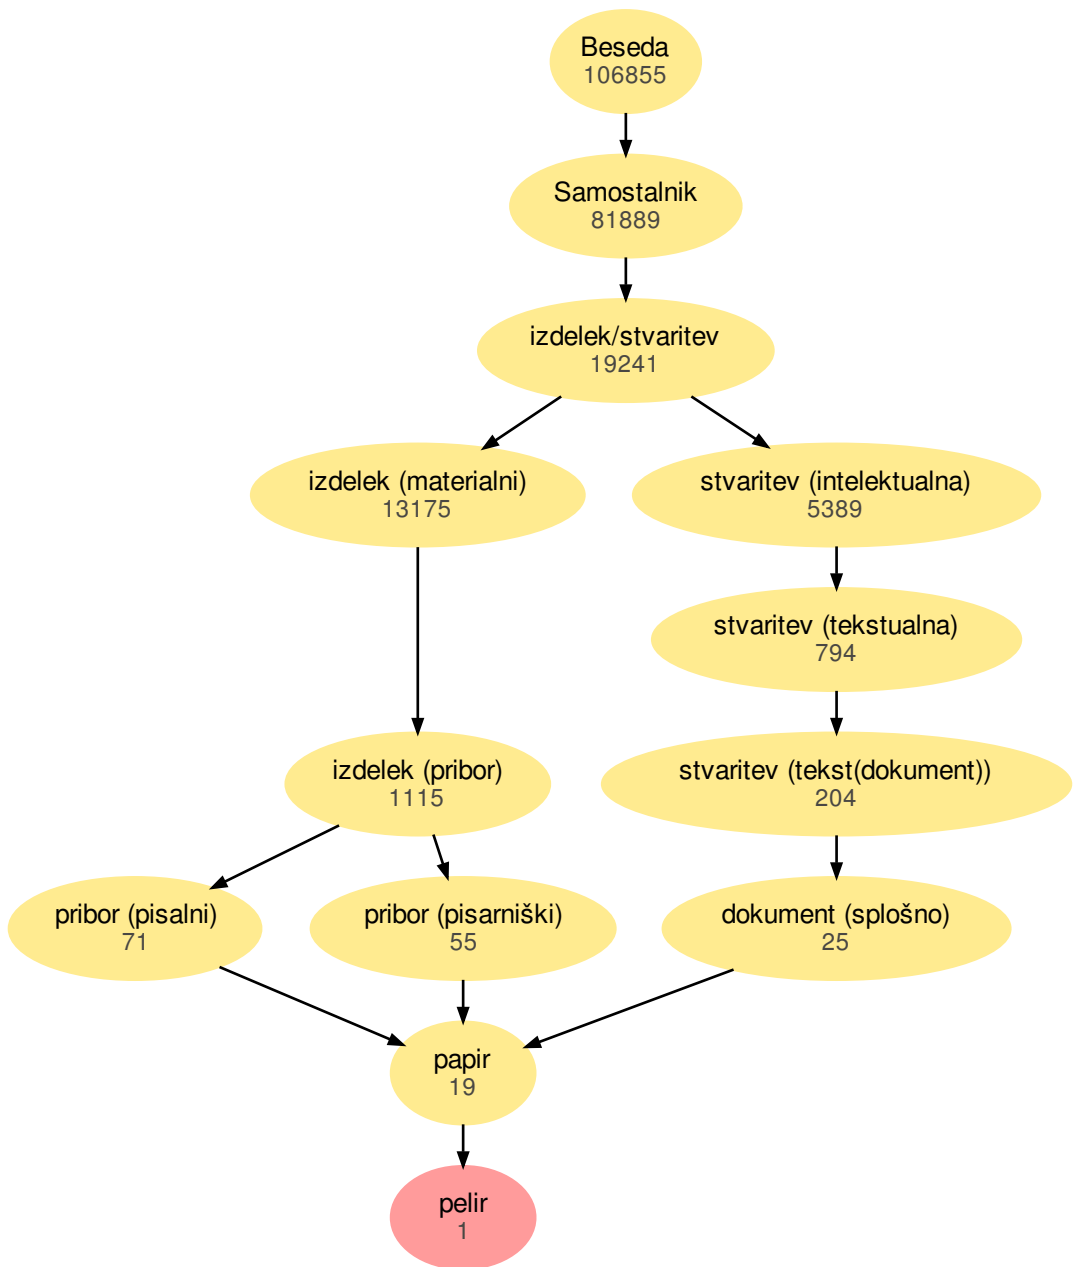 Beseda
106855
Samostalnik
81889
izdelek/stvaritev
19241
izdelek (materialni)
13175
stvaritev (intelektualna)
5389
stvaritev (tekstualna)
794
izdelek (pribor)
1115
stvaritev (tekst(dokument))
204
pribor (pisalni)
71
pribor (pisarniški)
55
dokument (splošno)
25
papir
19
pelir
1